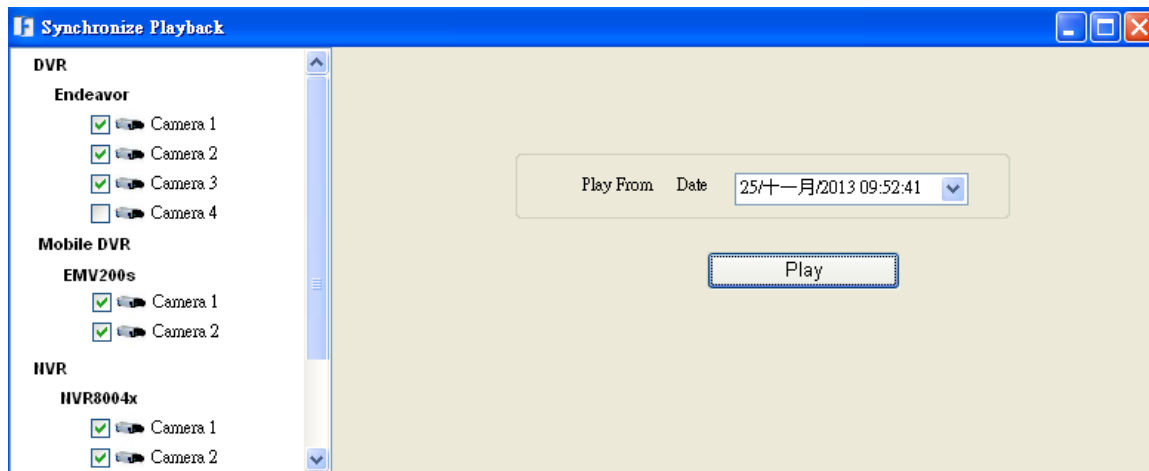 Synchronize Playback
DVR
Endeavor
Camera 1
Camera 2
Camera 3
Camera 4
Mobile DVR
EMV200s
Camera 1
Camera 2
NVR
NVR8004x
Camera 1
Camera 2
Play From Date 25/十一月/2013 09:52:41
Play